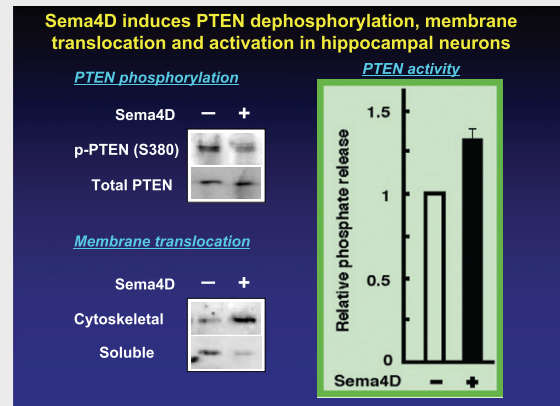 Sema4D induces PTEN dephosphorylation, membrane
translocation and activation in hippocampal neurons
PTEN phosphorylation
Sema4D − +
p-PTEN (S380)
Total PTEN
Membrane translocation
Sema4D − +
Cytoskeletal
Soluble
PTEN activity
Relative phosphate release
1.5
1
0.5
0
Sema4D − +